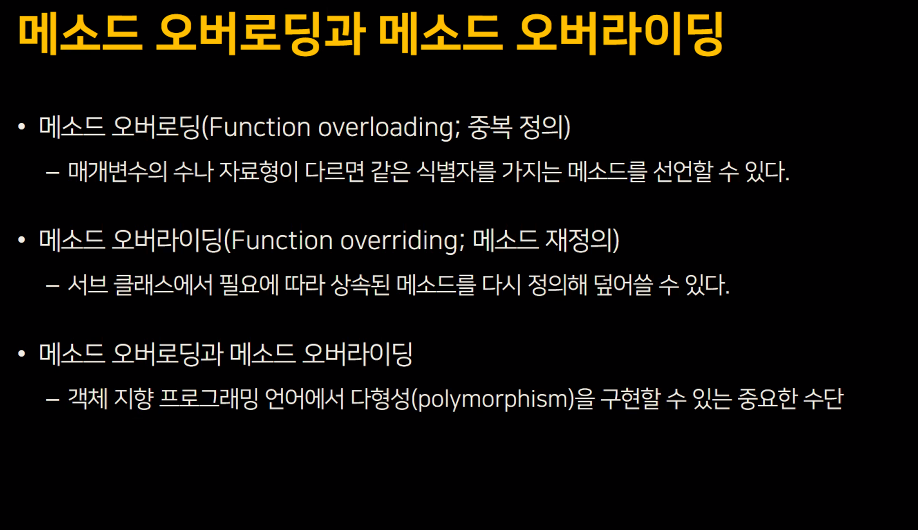 메소드 오버로딩과 메소드 오버라이딩
• 메소드 오버로딩(Function overloading; 중복 정의)
– 매개변수의 수나 자료형이 다르면 같은 식별자를 가지는 메소드를 선언할 수 있다.
• 메소드 오버라이딩(Function overriding; 메소드 재정의)
– 서브 클래스에서 필요에 따라 상속된 메소드를 다시 정의해 덮어쓸 수 있다.
• 메소드 오버로딩과 메소드 오버라이딩
– 객체 지향 프로그래밍 언어에서 다형성(polymorphism)을 구현할 수 있는 중요한 수단